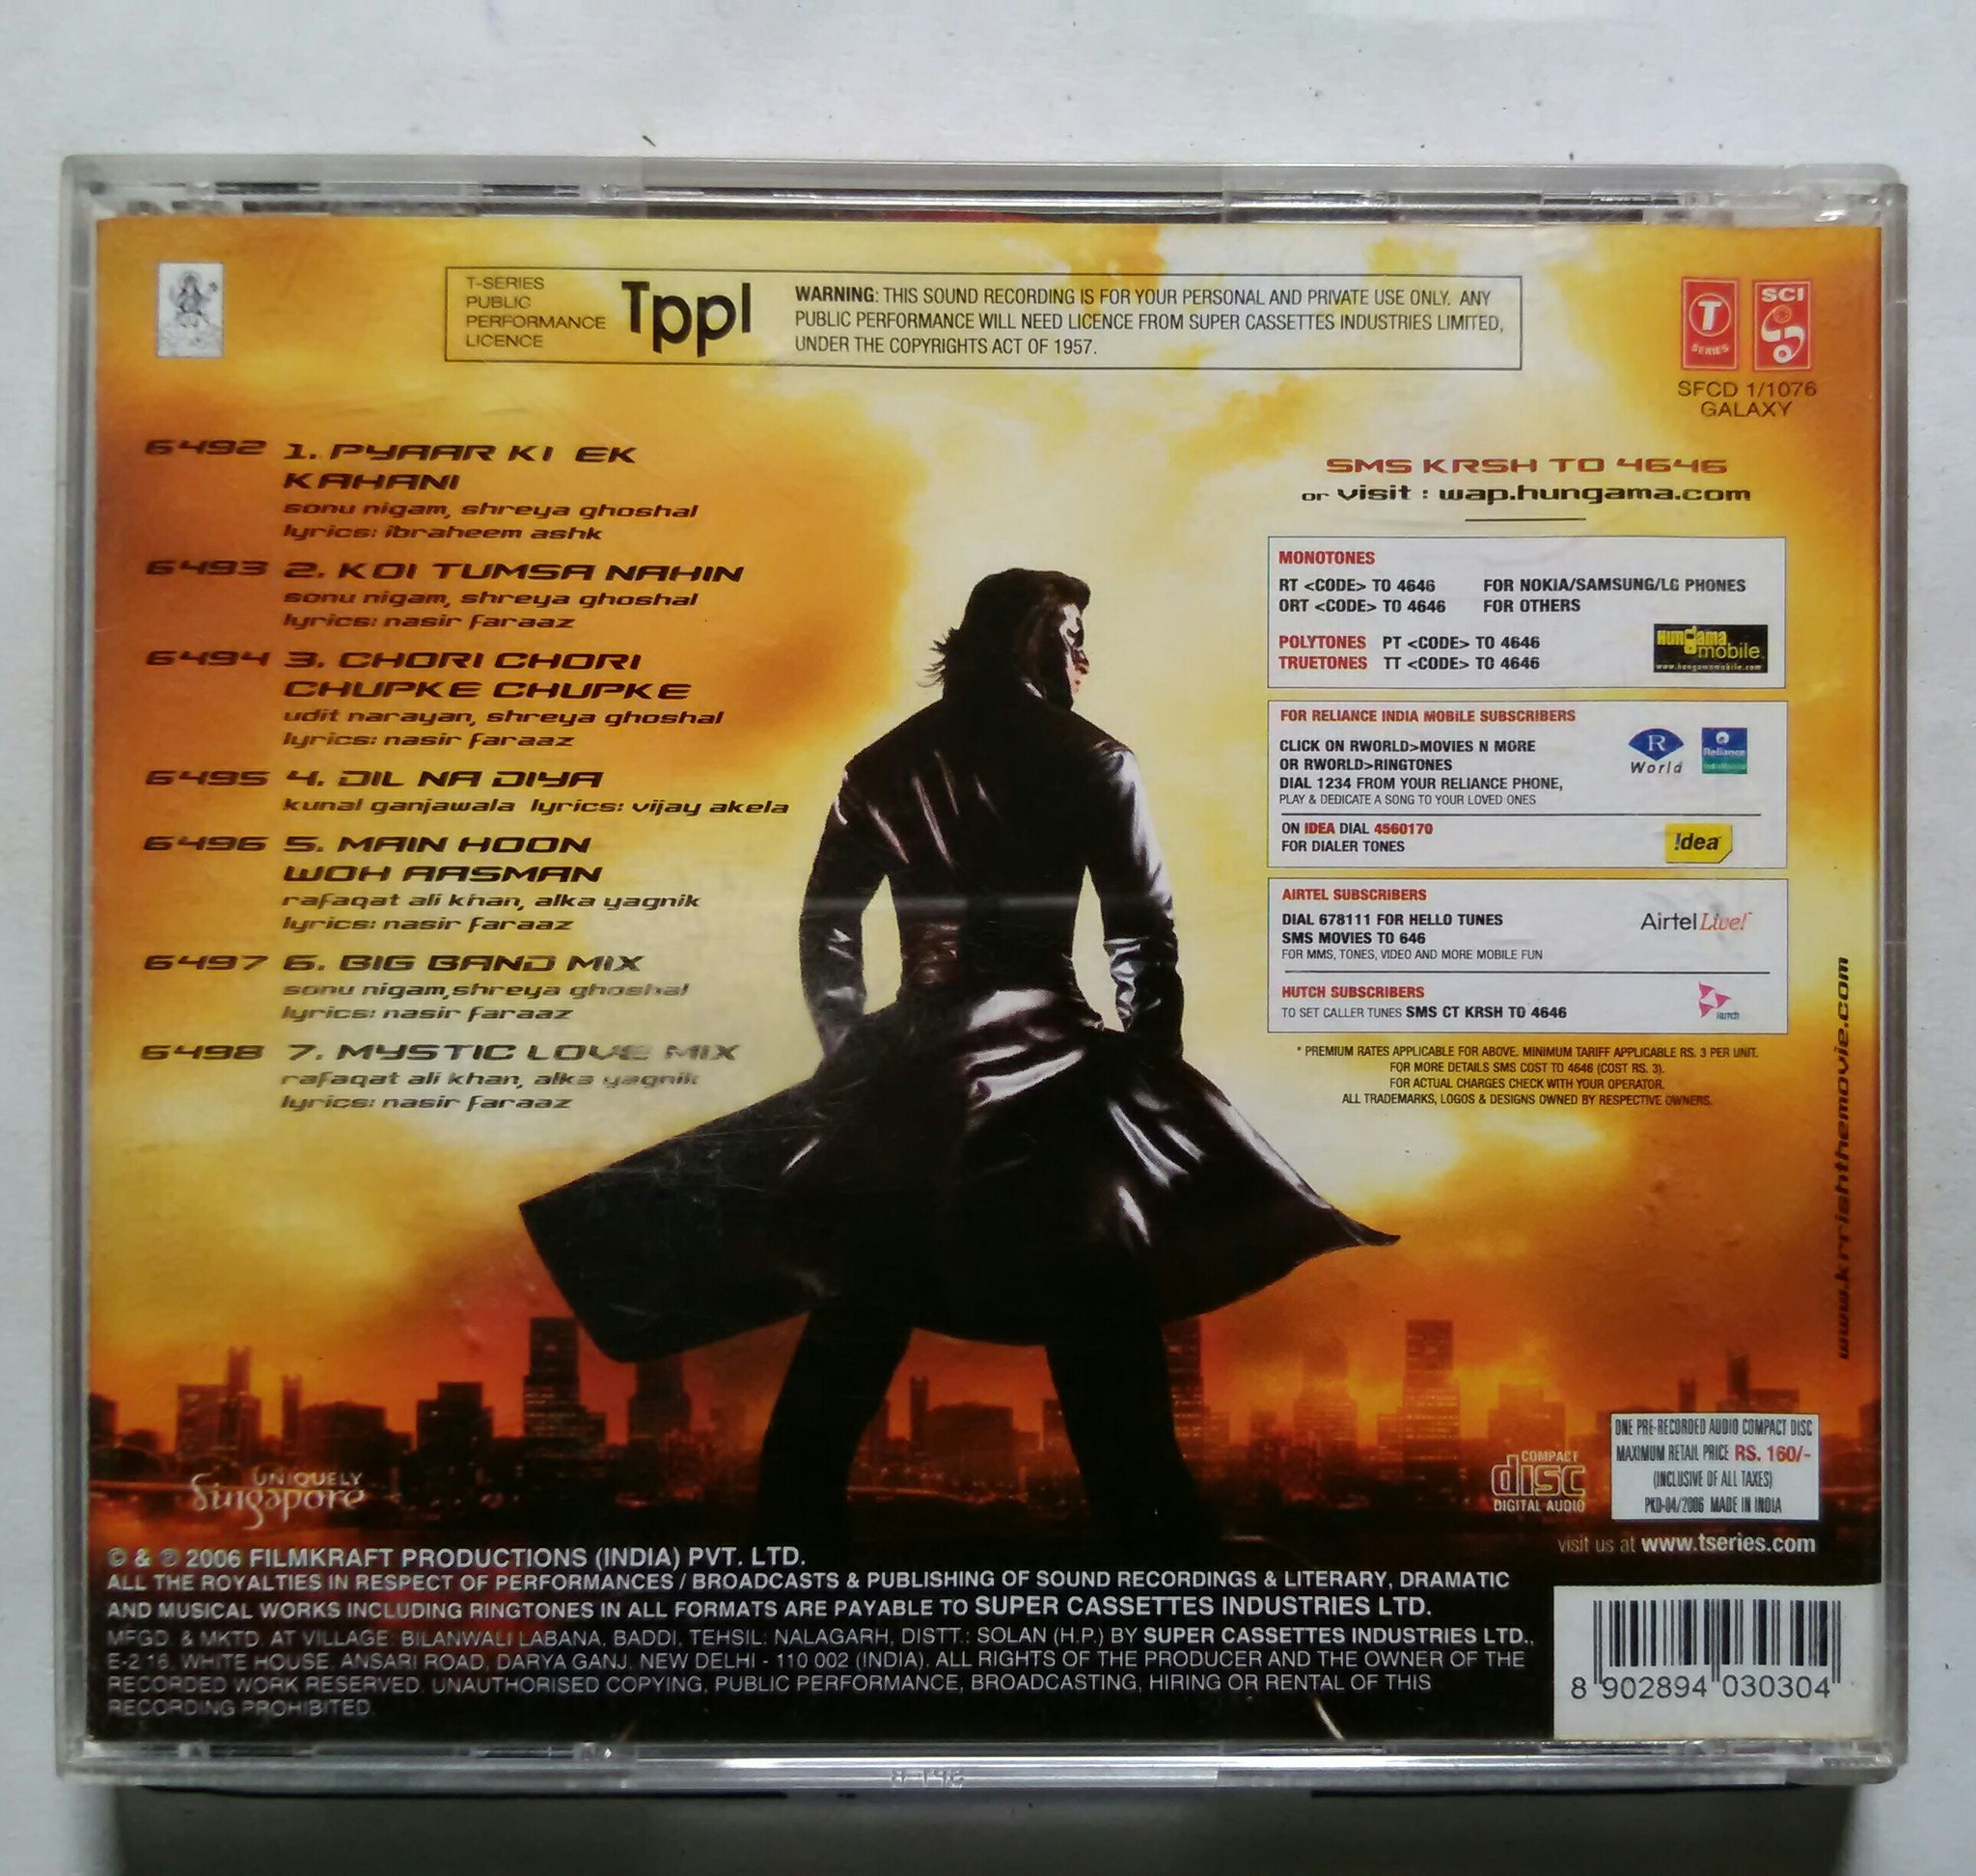 T-SERIES
PUBLIC
PERFORMANCE
LICENCE
Tppl
WARNING: THIS SOUND RECORDING IS FOR YOUR PERSONAL AND PRIVATE USE ONLY. ANY
PUBLIC PERFORMANCE WILL NEED LICENCE FROM SUPER CASSETTES INDUSTRIES LIMITED,
UNDER THE COPYRIGHTS ACT OF 1957.
T
SERIES
SCI
SFCD 1/1076
GALAXY
6492 1. PYAAR KI EK
KAHANI
sonu nigam, shreya ghoshal
lyrics: ibraheem ashk
6493 2. KOI TUMSA NAHIN
sonu nigam, shreya ghoshal
lyrics: nasir faraaz
6494 3. CHORI CHORI
CHUPKE CHUPKE
udit narayan, shreya ghoshal
lyrics: nasir faraaz
6495 4. DIL NA DIYA
kunal ganjawala lyrics: vijay akela
6496 5. MAIN HOON
WOH AASMAN
rafaqat ali khan, alka yagnik
lyrics: nasir faraaz
6497 6. BIG BAND MIX
sonu nigam,shreya ghoshal
lyrics: nasir faraaz
6498 7. MYSTIC LOVE MIX
rafaqat ali khan, alka yagnik
lyrics: nasir faraaz
SMS KRSH TO 4646
or visit : wap.hungama.com
MONOTONES
RT <CODE> TO 4646 FOR NOKIA/SAMSUNG/LG PHONES
ORT <CODE> TO 4646 FOR OTHERS
POLYTONES PT <CODE> TO 4646
TRUETONES TT <CODE> TO 4646
Hungama
mobile
www.hungamamobile.com
FOR RELIANCE INDIA MOBILE SUBSCRIBERS
CLICK ON RWORLD>MOVIES N MORE
OR RWORLD>RINGTONES
DIAL 1234 FROM YOUR RELIANCE PHONE,
PLAY & DEDICATE A SONG TO YOUR LOVED ONES
R
World
Reliance
ON IDEA DIAL 4560170
FOR DIALER TONES
!dea
AIRTEL SUBSCRIBERS
DIAL 678111 FOR HELLO TUNES
SMS MOVIES TO 646
FOR MMS, TONES, VIDEO AND MORE MOBILE FUN
Airtel Live!
HUTCH SUBSCRIBERS
TO SET CALLER TUNES SMS CT KRSH TO 4646
HUTCH
* PREMIUM RATES APPLICABLE FOR ABOVE. MINIMUM TARIFF APPLICABLE RS. 3 PER UNIT.
FOR MORE DETAILS SMS COST TO 4646 (COST RS. 3).
FOR ACTUAL CHARGES CHECK WITH YOUR OPERATOR.
ALL TRADEMARKS, LOGOS & DESIGNS OWNED BY RESPECTIVE OWNERS.
www.krrishthemovie.com
UNIQUELY
Singapore
COMPACT
disc
DIGITAL AUDIO
ONE PRE-RECORDED AUDIO COMPACT DISC
MAXIMUM RETAIL PRICE RS. 160/-
(INCLUSIVE OF ALL TAXES)
PKD-04/2006 MADE IN INDIA
visit us at www.tseries.com
© & ℗ 2006 FILMKRAFT PRODUCTIONS (INDIA) PVT. LTD.
ALL THE ROYALTIES IN RESPECT OF PERFORMANCES / BROADCASTS & PUBLISHING OF SOUND RECORDINGS & LITERARY, DRAMATIC
AND MUSICAL WORKS INCLUDING RINGTONES IN ALL FORMATS ARE PAYABLE TO SUPER CASSETTES INDUSTRIES LTD.
MFGD. & MKTD. AT VILLAGE: BILANWALI LABANA, BADDI, TEHSIL: NALAGARH, DISTT.: SOLAN (H.P.) BY SUPER CASSETTES INDUSTRIES LTD.,
E-2 16, WHITE HOUSE, ANSARI ROAD, DARYA GANJ, NEW DELHI - 110 002 (INDIA). ALL RIGHTS OF THE PRODUCER AND THE OWNER OF THE
RECORDED WORK RESERVED. UNAUTHORISED COPYING, PUBLIC PERFORMANCE, BROADCASTING, HIRING OR RENTAL OF THIS
RECORDING PROHIBITED.
8 902894 030304